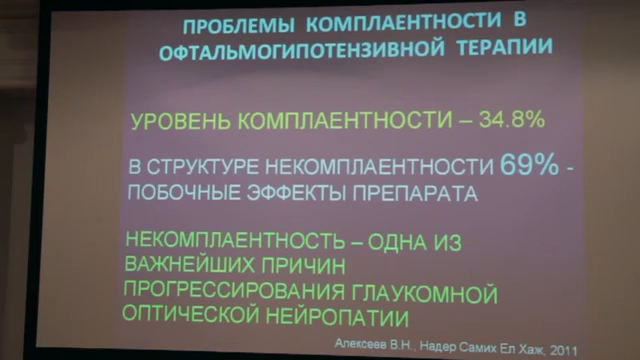 ПРОБЛЕМЫ КОМПЛАЕНТНОСТИ В
ОФТАЛЬМОГИПОТЕНЗИВНОЙ ТЕРАПИИ
УРОВЕНЬ КОМПЛАЕНТНОСТИ – 34.8%
В СТРУКТУРЕ НЕКОМПЛАЕНТНОСТИ 69% -
ПОБОЧНЫЕ ЭФФЕКТЫ ПРЕПАРАТА
НЕКОМПЛАЕНТНОСТЬ – ОДНА ИЗ
ВАЖНЕЙШИХ ПРИЧИН
ПРОГРЕССИРОВАНИЯ ГЛАУКОМНОЙ
ОПТИЧЕСКОЙ НЕЙРОПАТИИ
Алексеев В.Н., Надер Самих Ел Хаж, 2011